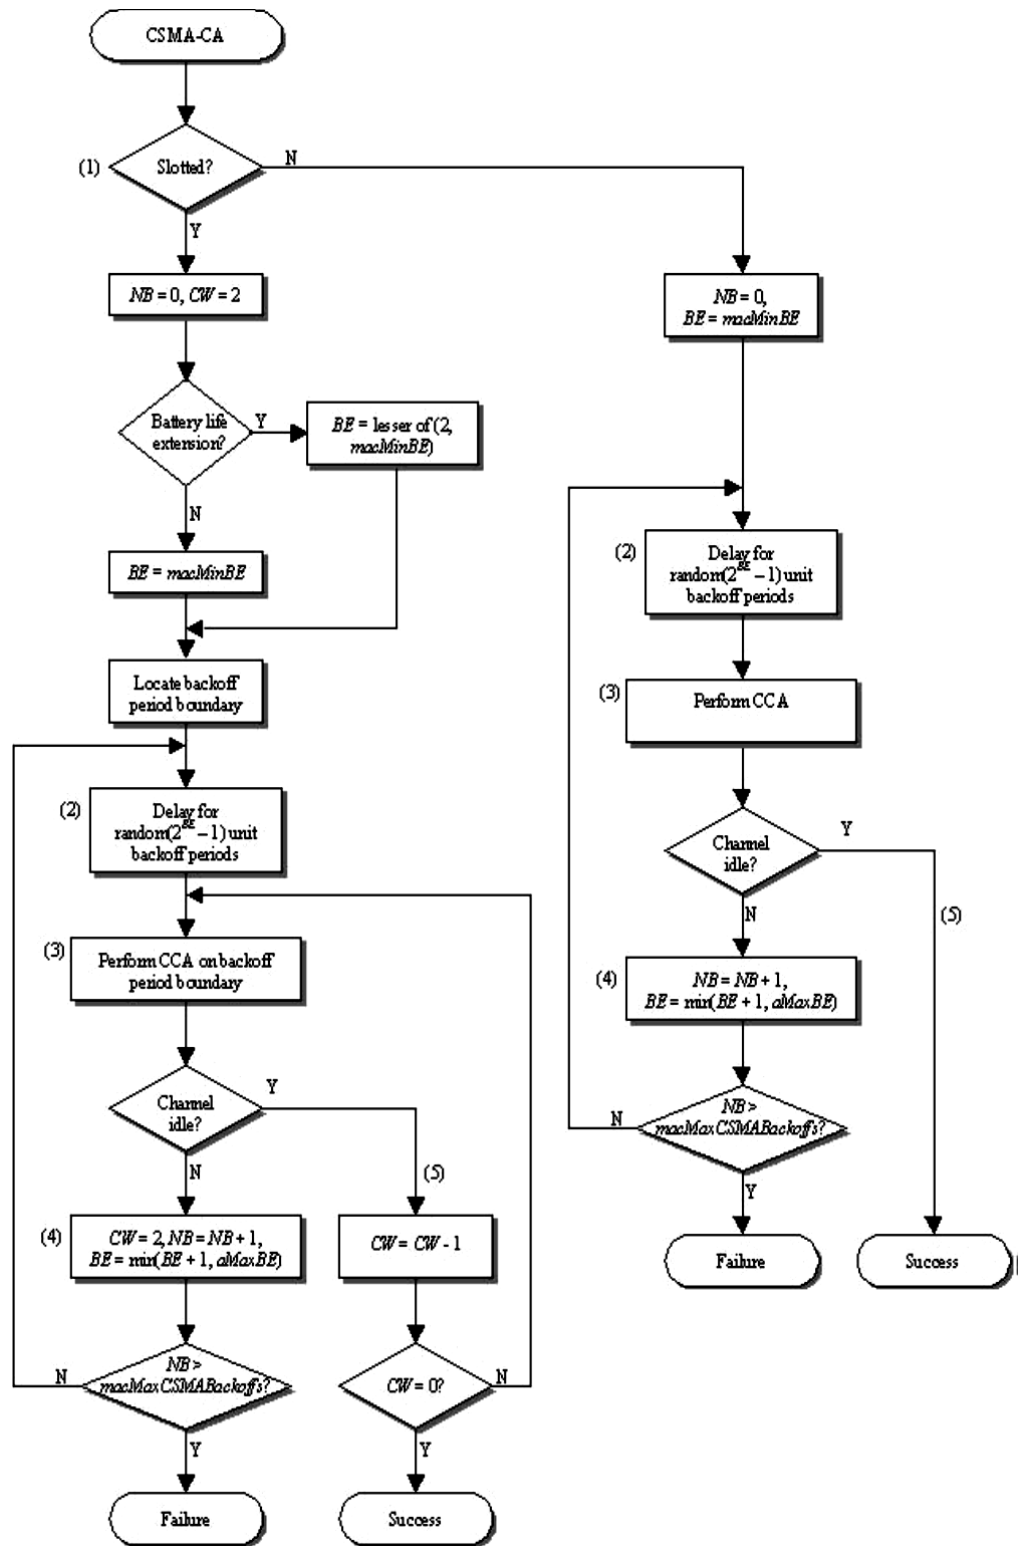 CSMA-CA
(1)
Slotted?
N
Y
NB = 0, CW = 2
Battery life
extension?
Y
BE = lesser of (2,
macMinBE)
N
BE = macMinBE
Locate backoff
period boundary
(2)
Delay for
random(2^BE – 1) unit
backoff periods
(3)
Perform CCA on backoff
period boundary
Channel
idle?
Y
N
(5)
(4)
CW = 2, NB = NB + 1,
BE = min(BE + 1, aMaxBE)
CW = CW - 1
NB >
macMaxCSMABackoffs?
N
Y
CW = 0?
N
Y
Failure
Success
NB = 0,
BE = macMinBE
(2)
Delay for
random(2^BE – 1) unit
backoff periods
(3)
Perform CCA
Channel
idle?
Y
N
(5)
(4)
NB = NB + 1,
BE = min(BE + 1, aMaxBE)
NB >
macMaxCSMABackoffs?
N
Y
Failure
Success